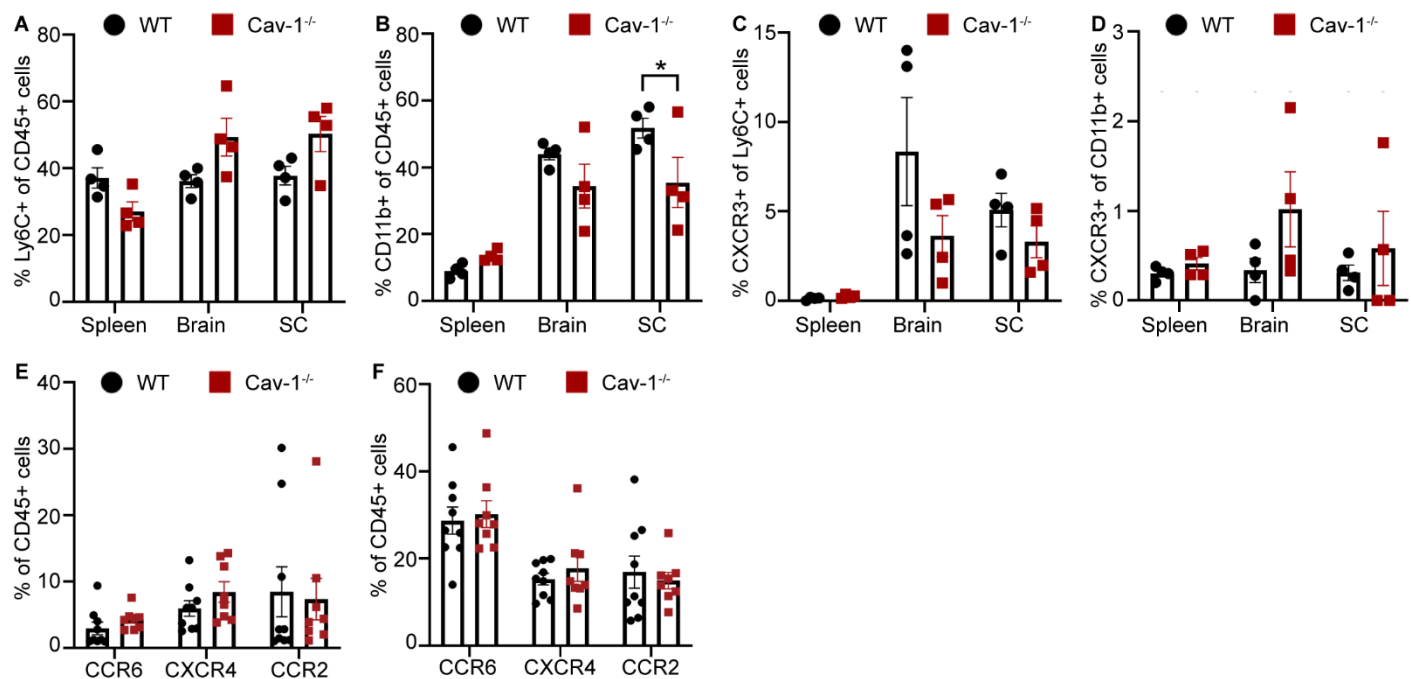 A WT Cav-1-/-
% Ly6C+ of CD45+ cells
80
60
40
20
0
Spleen Brain SC
B WT Cav-1-/-
% CD11b+ of CD45+ cells
80
60
40
20
0
*
Spleen Brain SC
C WT Cav-1-/-
% CXCR3+ of Ly6C+ cells
15
10
5
0
Spleen Brain SC
D WT Cav-1-/-
% CXCR3+ of CD11b+ cells
3
2
1
0
Spleen Brain SC
E WT Cav-1-/-
% of CD45+ cells
40
30
20
10
0
CCR6 CXCR4 CCR2
F WT Cav-1-/-
% of CD45+ cells
60
40
20
0
CCR6 CXCR4 CCR2